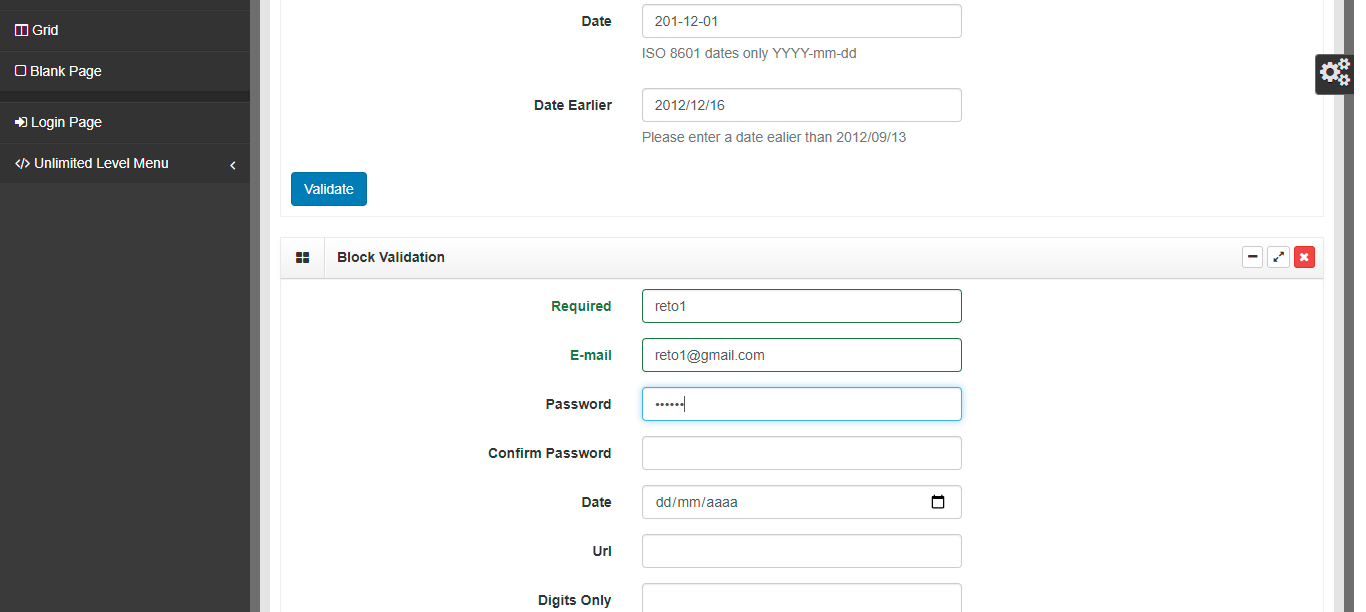 Grid
Blank Page
Login Page
Unlimited Level Menu
Date 201-12-01
ISO 8601 dates only YYYY-mm-dd
Date Earlier 2012/12/16
Please enter a date ealier than 2012/09/13
Validate
Block Validation
Required reto1
E-mail reto1@gmail.com
Password ••••••
Confirm Password
Date dd/mm/aaaa
Url
Digits Only